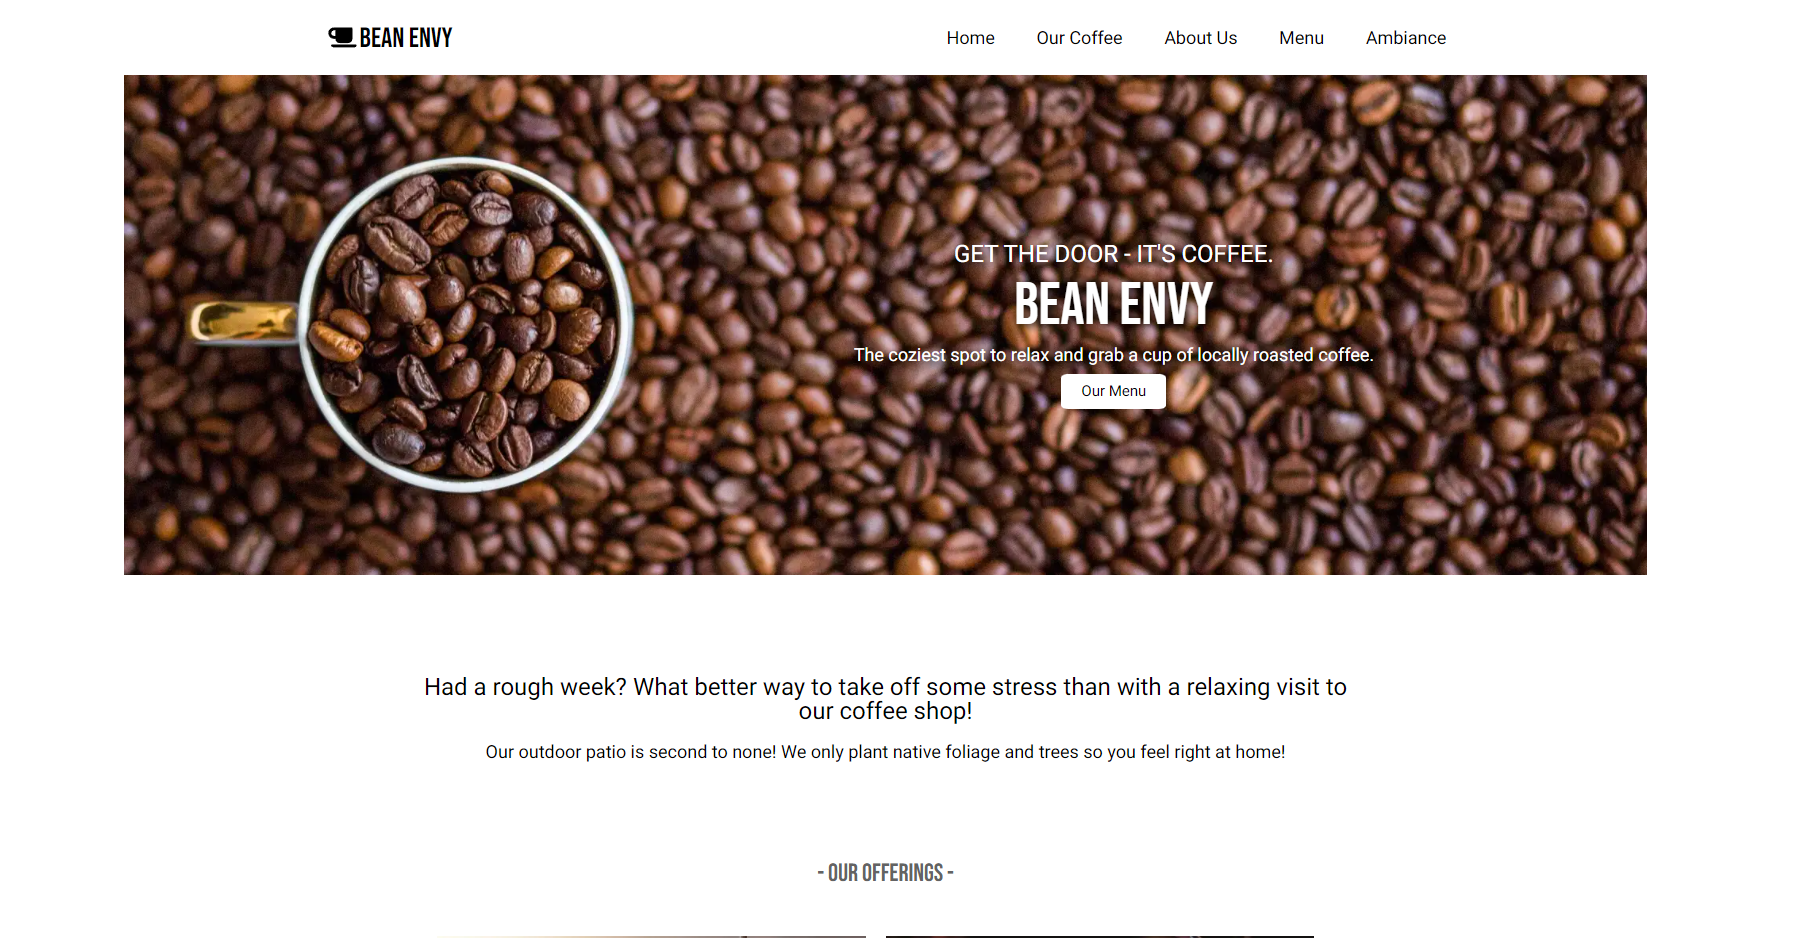 BEAN ENVY
Home
Our Coffee
About Us
Menu
Ambiance
GET THE DOOR - IT'S COFFEE.
BEAN ENVY
The coziest spot to relax and grab a cup of locally roasted coffee.
Our Menu
Had a rough week? What better way to take off some stress than with a relaxing visit to
our coffee shop!
Our outdoor patio is second to none! We only plant native foliage and trees so you feel right at home!
- OUR OFFERINGS -